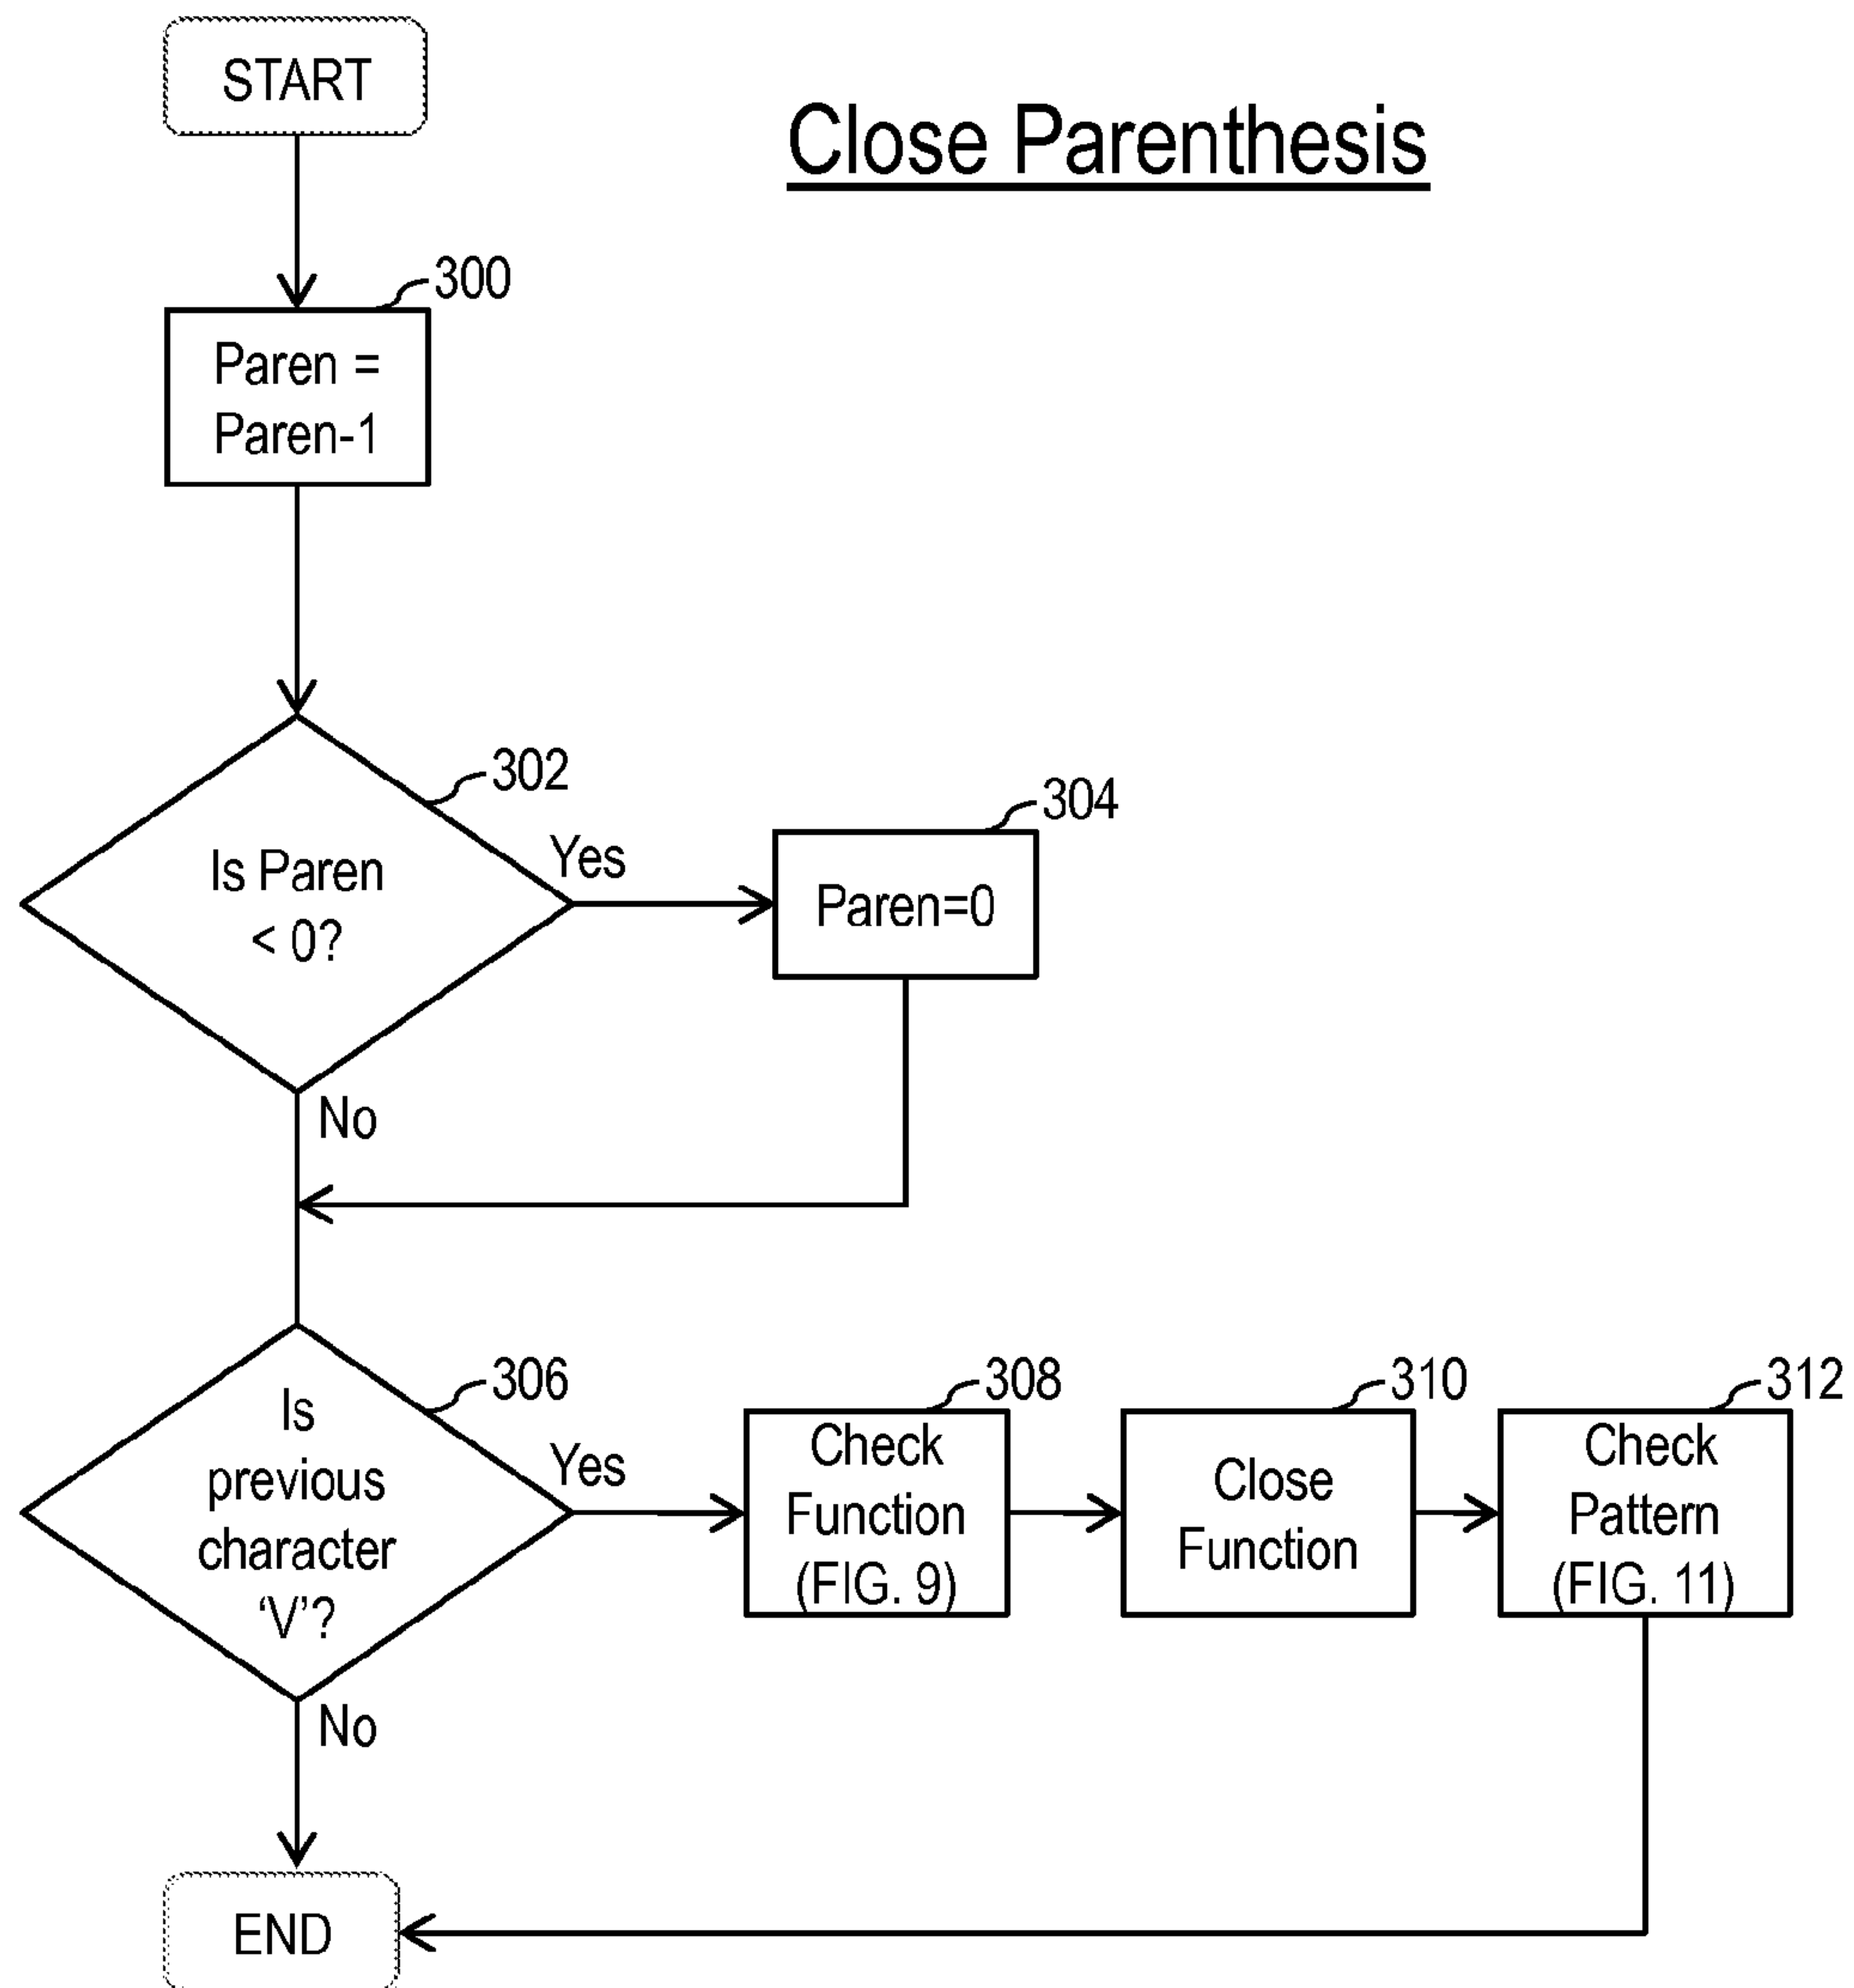 START
Close Parenthesis
300
Paren =
Paren-1
302
Is Paren
< 0?
Yes
304
Paren=0
No
306
Is
previous
character
‘V’?
Yes
308
Check
Function
(FIG. 9)
310
Close
Function
312
Check
Pattern
(FIG. 11)
No
END